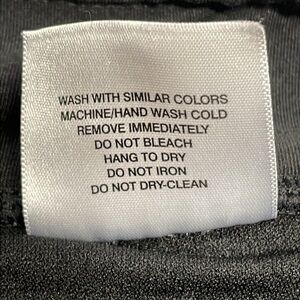 WASH WITH SIMILAR COLORS
MACHINE/HAND WASH COLD
REMOVE IMMEDIATELY
DO NOT BLEACH
HANG TO DRY
DO NOT IRON
DO NOT DRY-CLEAN